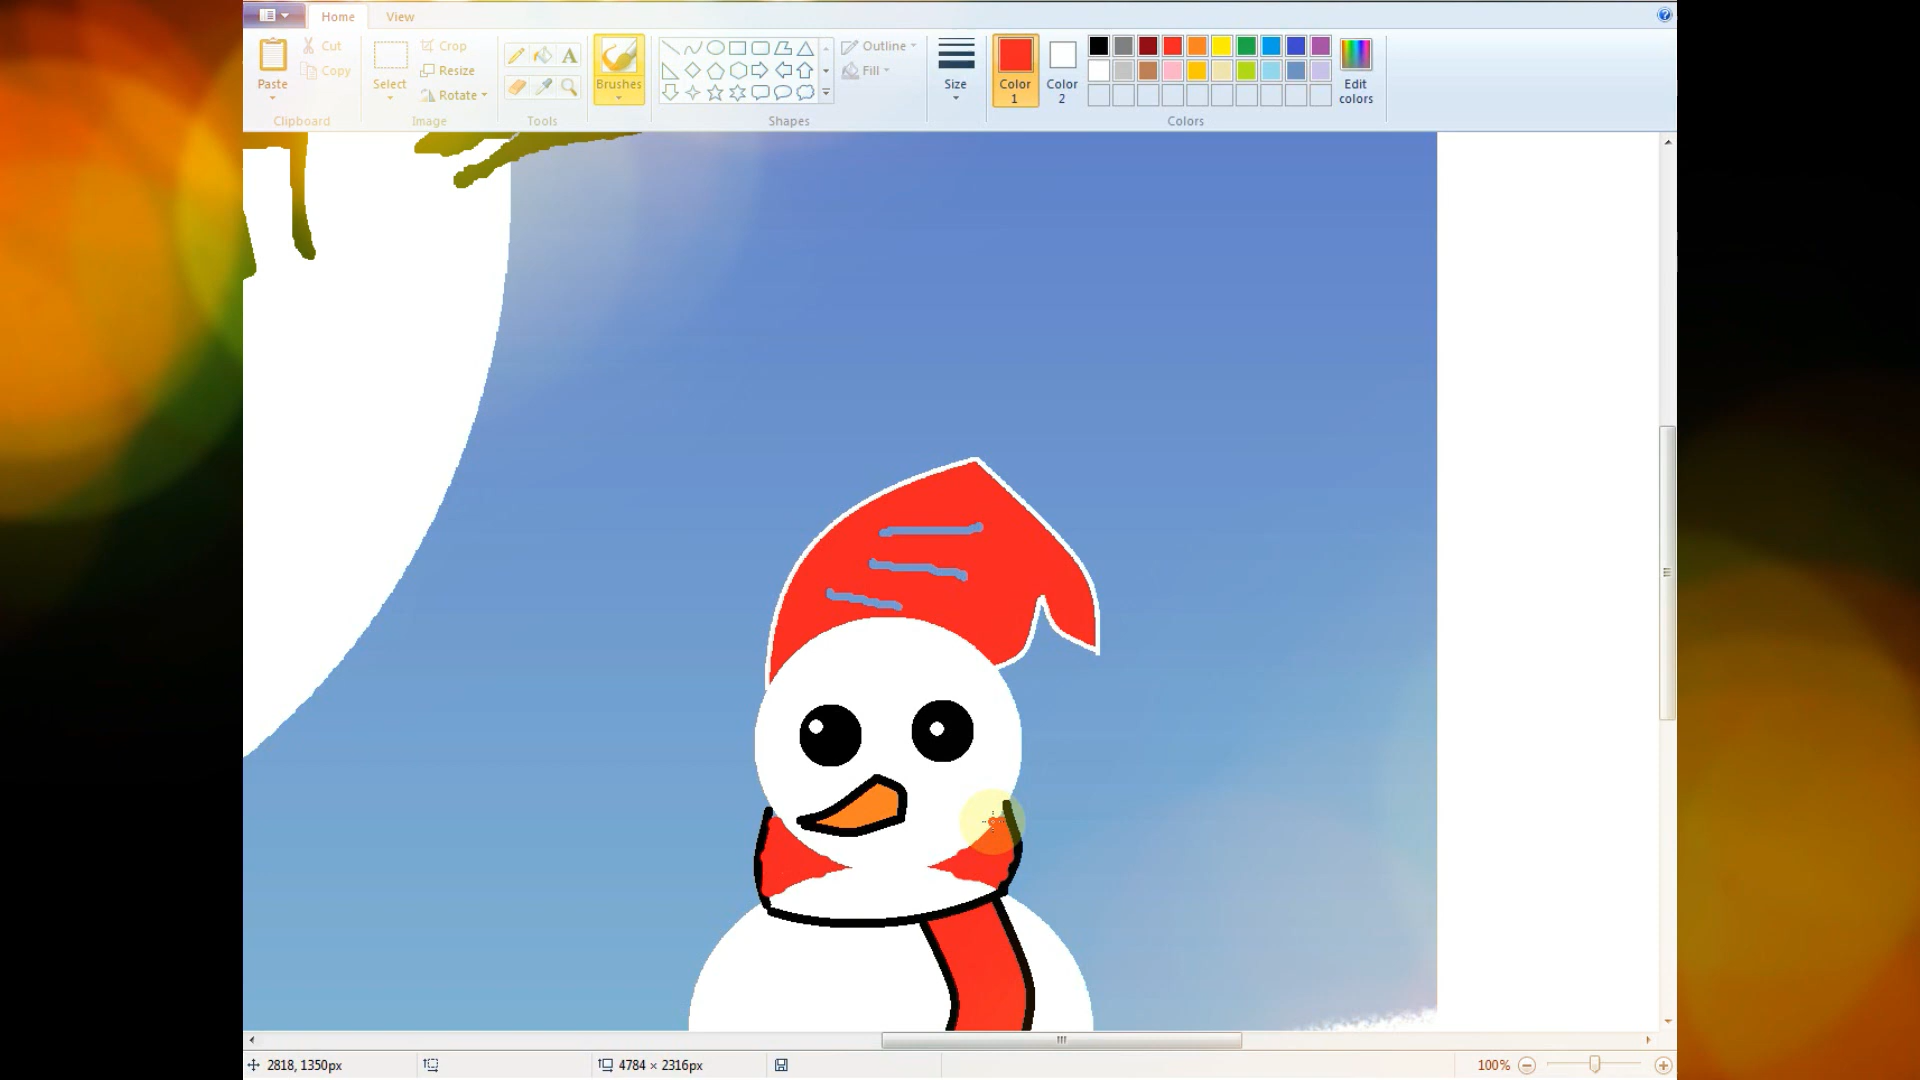 Home View
Paste
Cut
Copy
Clipboard
Select
Crop
Resize
Rotate
Image
A
Tools
Brushes
Outline
Fill
Shapes
Size
Color
1
Color
2
Edit
colors
Colors
2818, 1350px
4784 × 2316px
100%